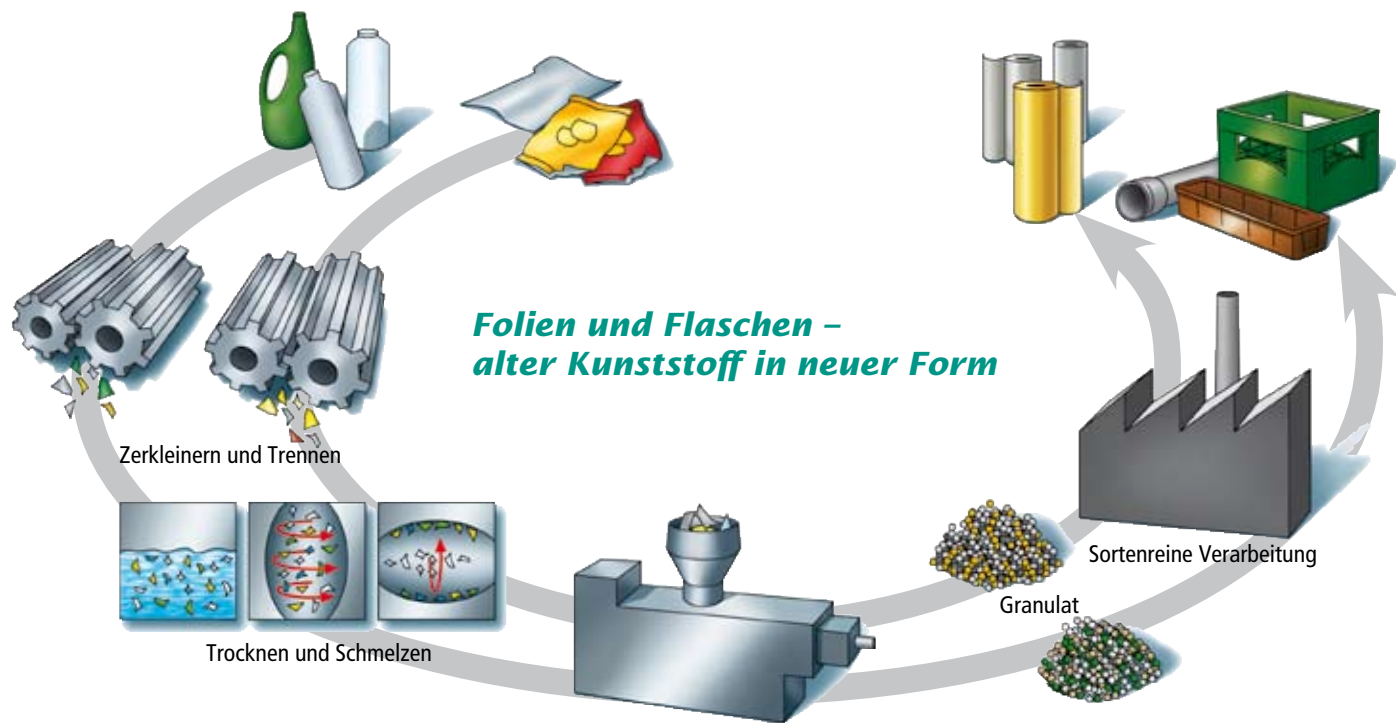 Folien und Flaschen –
alter Kunststoff in neuer Form
Zerkleinern und Trennen
Trocknen und Schmelzen
Granulat
Sortenreine Verarbeitung